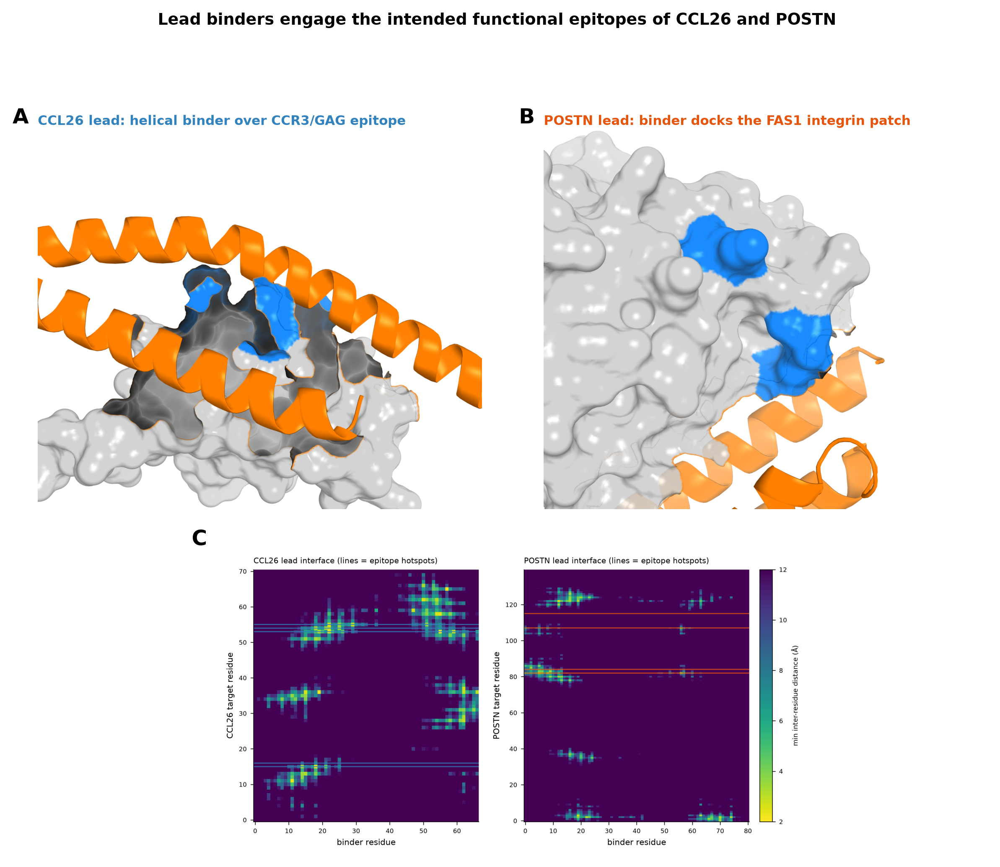 Lead binders engage the intended functional epitopes of CCL26 and POSTN
A CCL26 lead: helical binder over CCR3/GAG epitope
B POSTN lead: binder docks the FAS1 integrin patch
C
CCL26 lead interface (lines = epitope hotspots)
70
60
50
40
30
20
10
0
CCL26 target residue
0 10 20 30 40 50 60
binder residue
POSTN lead interface (lines = epitope hotspots)
120
100
80
60
40
20
0
POSTN target residue
0 10 20 30 40 50 60 70 80
binder residue
12
10
8
6
4
2
min inter-residue distance (Å)